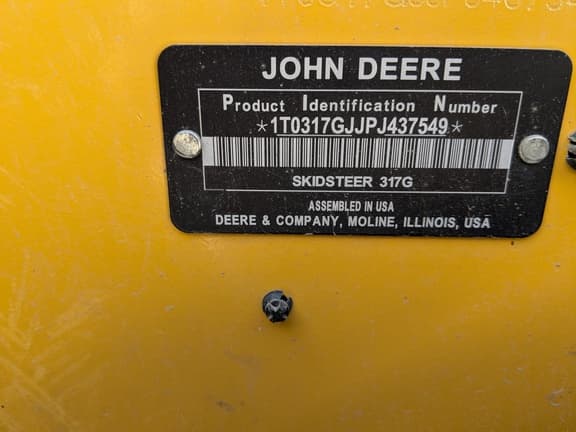 JOHN DEERE
Product Identification Number
*1T0317GJJPJ437549*
SKIDSTEER 317G
ASSEMBLED IN USA
DEERE & COMPANY, MOLINE, ILLINOIS, USA